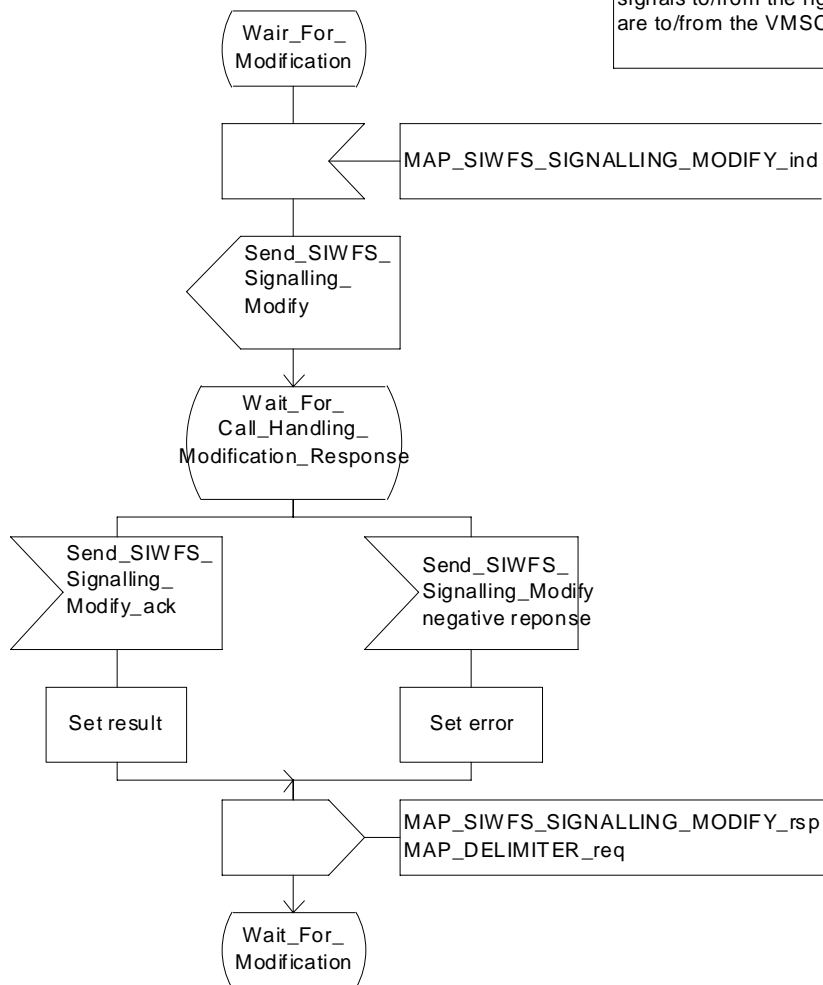 signals to/from the rig
are to/from the VMSC
Wair_For_
Modification
MAP_SIWFS_SIGNALLING_MODIFY_ind
Send_SIWFS_
Signalling_
Modify
Wait_For_
Call_Handling_
Modification_Response
Send_SIWFS_
Signalling_
Modify_ack
Send_SIWFS_
Signalling_Modify
negative reponse
Set result
Set error
MAP_SIWFS_SIGNALLING_MODIFY_rsp
MAP_DELIMITER_req
Wait_For_
Modification